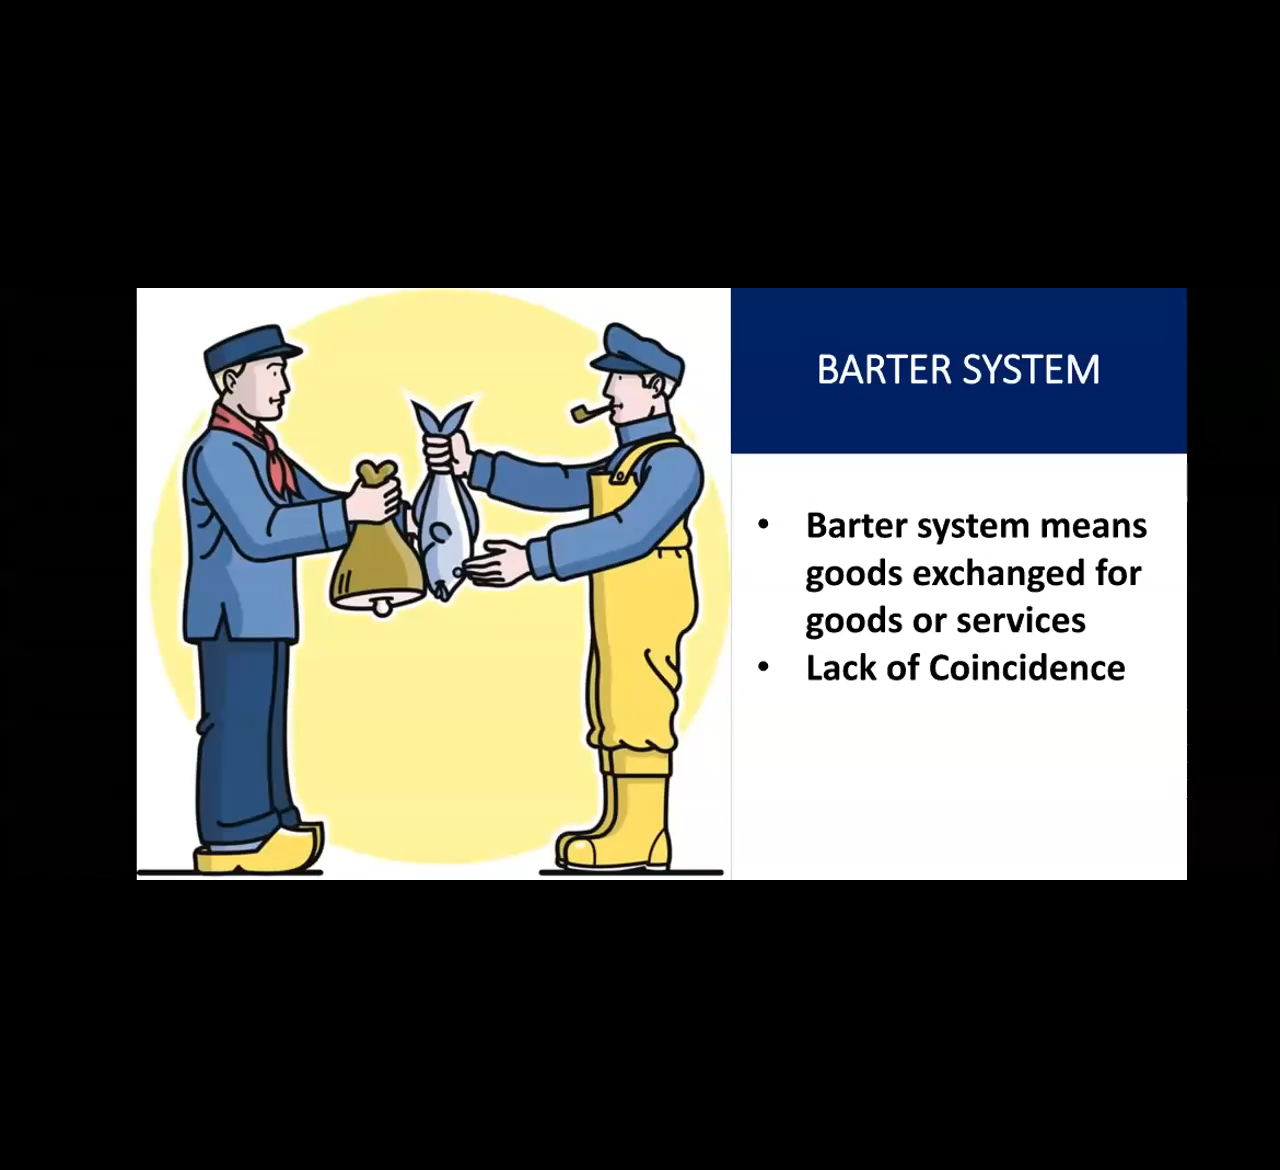 BARTER SYSTEM
• Barter system means
goods exchanged for
goods or services
• Lack of Coincidence